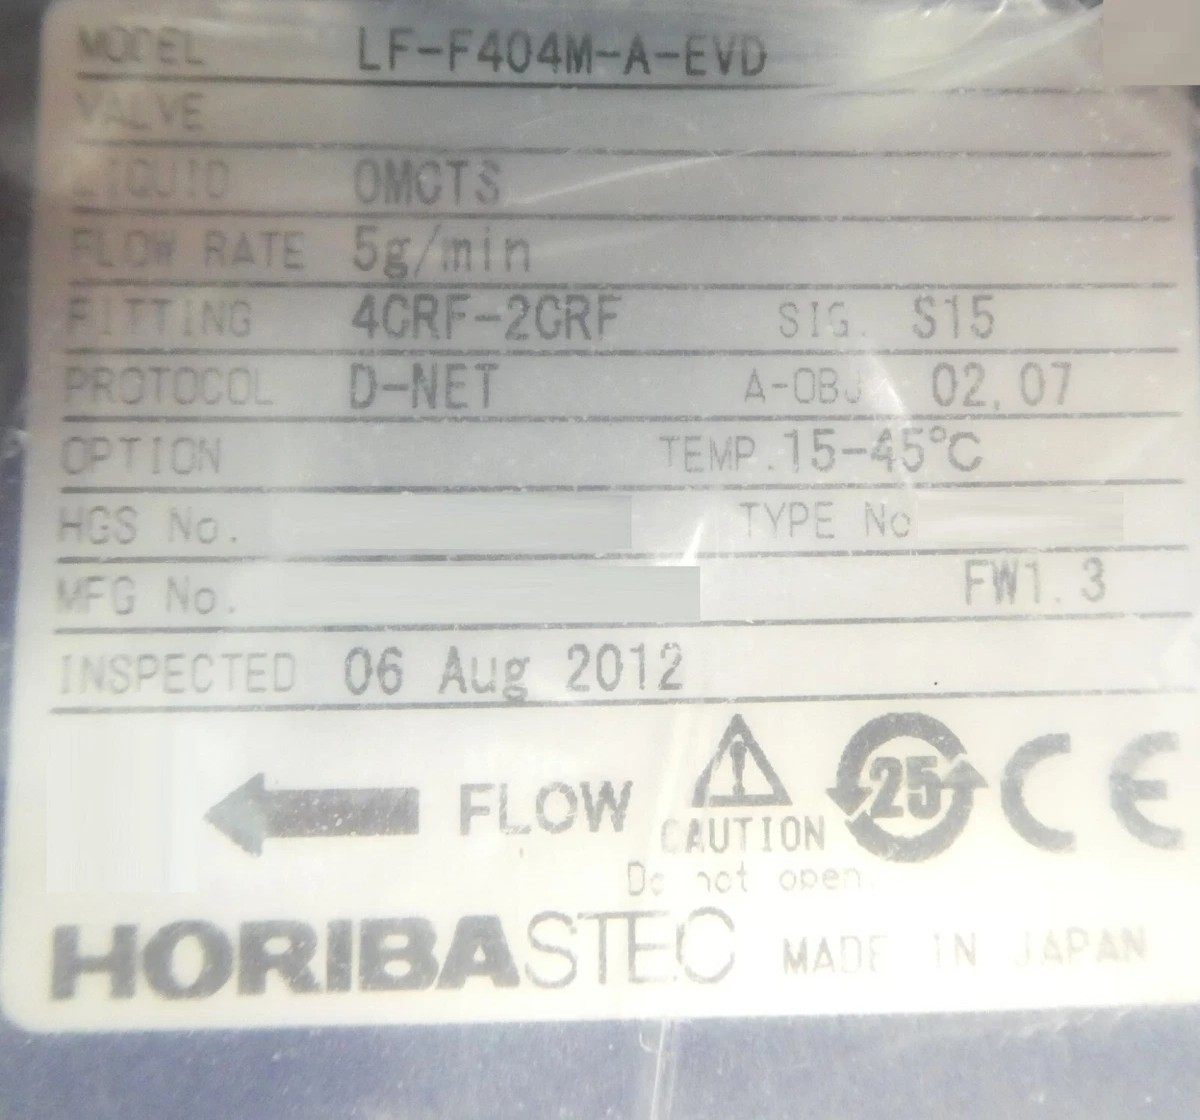 MODEL LF-F404M-A-EVD
VALVE
LIQUID OMCTS
FLOW RATE 5g/min
FITTING 4CRF-2CRF SIG. S15
PROTOCOL D-NET A-OBJ 02,07
OPTION TEMP.15-45℃
HGS No. TYPE No
MFG No. FW1.3
INSPECTED 06 Aug 2012
FLOW CAUTION 25 CE
Do not open.
HORIBASTEC MADE IN JAPAN